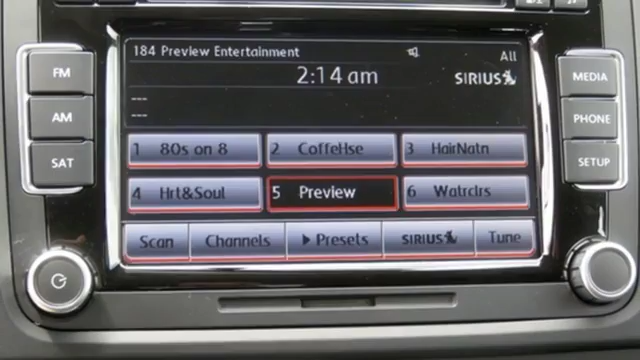 184 Preview Entertainment
All
2:14 am
SIRIUS
---
---
1 80s on 8
2 CoffeHse
3 HairNatn
4 Hrt&Soul
5 Preview
6 Watrclrs
Scan
Channels
Presets
SIRIUS
Tune
FM
AM
SAT
MEDIA
PHONE
SETUP